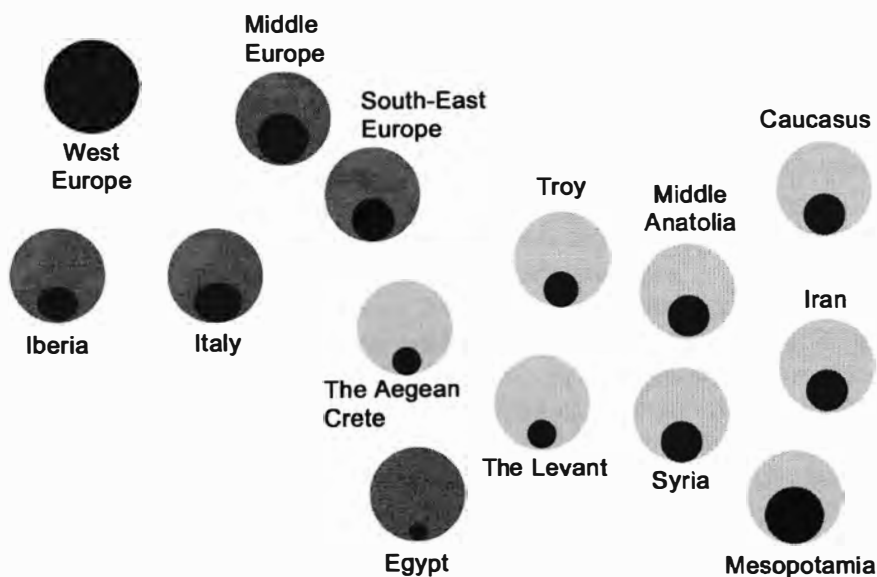 Middle
Europe
South-East
Europe
West
Europe
Caucasus
Troy
Middle
Anatolia
Iberia
Italy
Iran
The Aegean
Crete
The Levant
Syria
Egypt
Mesopotamia